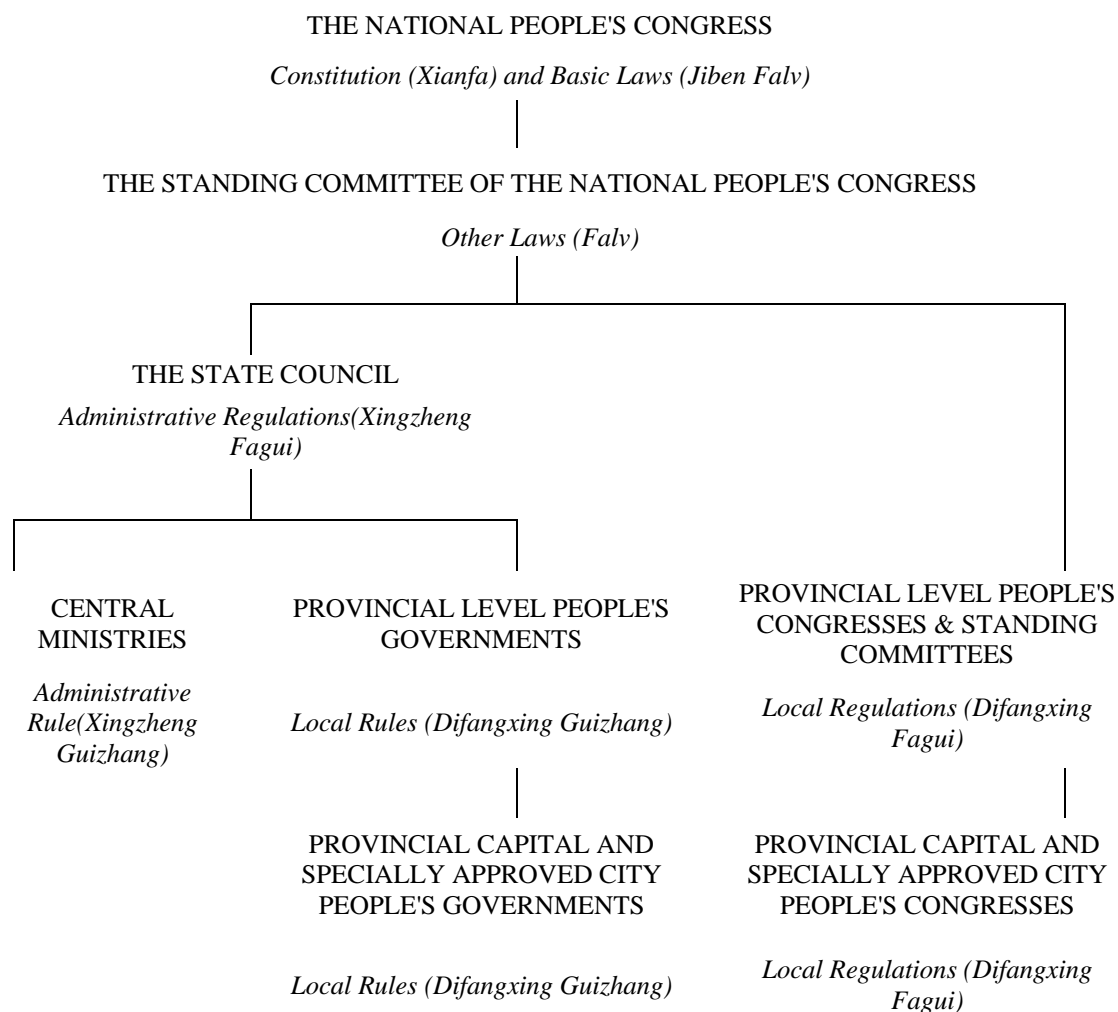 THE NATIONAL PEOPLE'S CONGRESS
Constitution (Xianfa) and Basic Laws (Jiben Falv)
THE STANDING COMMITTEE OF THE NATIONAL PEOPLE'S CONGRESS
Other Laws (Falv)
THE STATE COUNCIL
Administrative Regulations(Xingzheng
Fagui)
CENTRAL
MINISTRIES
Administrative
Rule(Xingzheng
Guizhang)
PROVINCIAL LEVEL PEOPLE'S
GOVERNMENTS
Local Rules (Difangxing Guizhang)
PROVINCIAL LEVEL PEOPLE'S
CONGRESSES & STANDING
COMMITTEES
Local Regulations (Difangxing
Fagui)
PROVINCIAL CAPITAL AND
SPECIALLY APPROVED CITY
PEOPLE'S GOVERNMENTS
Local Rules (Difangxing Guizhang)
PROVINCIAL CAPITAL AND
SPECIALLY APPROVED CITY
PEOPLE'S CONGRESSES
Local Regulations (Difangxing
Fagui)